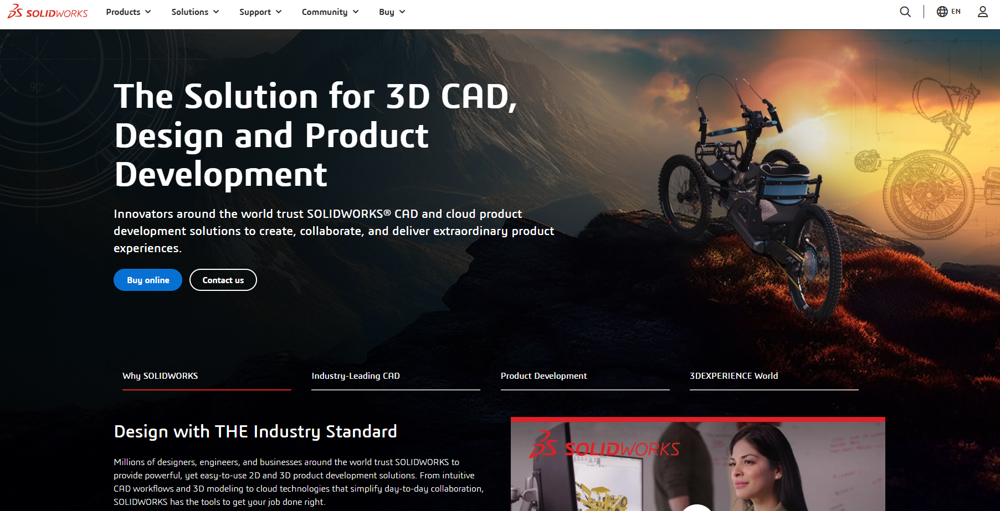 SOLIDWORKS
Products
Solutions
Support
Community
Buy
EN
90°
The Solution for 3D CAD,
Design and Product
Development
Innovators around the world trust SOLIDWORKS® CAD and cloud product
development solutions to create, collaborate, and deliver extraordinary product
experiences.
Buy online
Contact us
RX
Why SOLIDWORKS
Industry-Leading CAD
Product Development
3DEXPERIENCE World
Design with THE Industry Standard
Millions of designers, engineers, and businesses around the world trust SOLIDWORKS to
provide powerful, yet easy-to-use 2D and 3D product development solutions. From intuitive
CAD workflows and 3D modeling to cloud technologies that simplify day-to-day collaboration,
SOLIDWORKS has the tools to get your job done right.
SOLIDWORKS